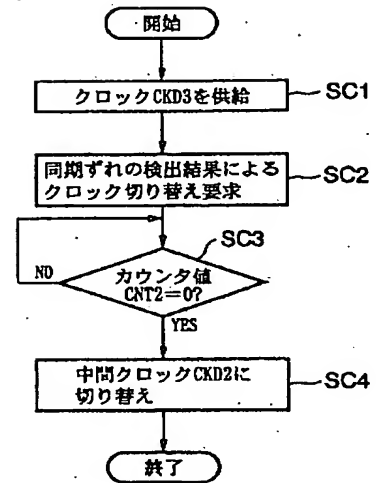 開始
クロックCKD3を供給
SC1
同期ずれの検出結果による
クロック切り替え要求
SC2
SC3
カウンタ値
CNT2=0?
NO
YES
中間クロックCKD2に
切り替え
SC4
終了